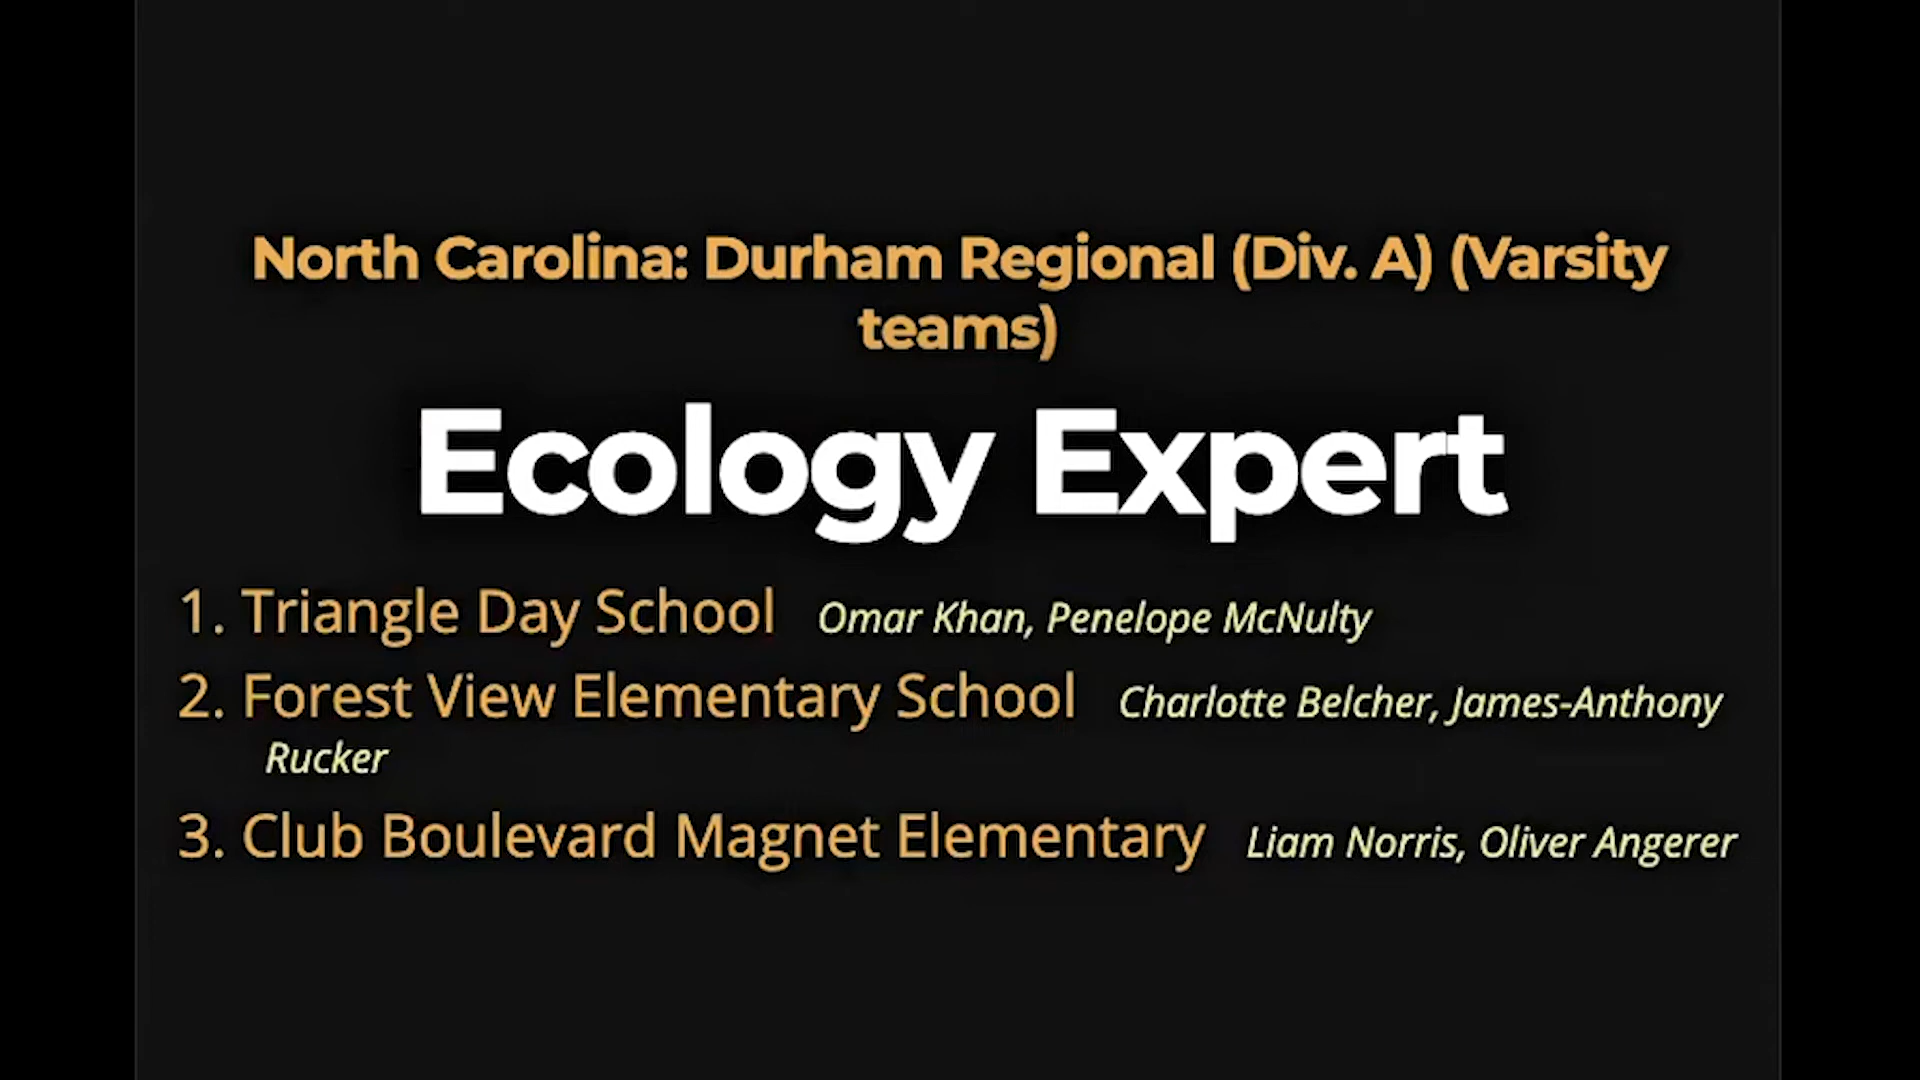 North Carolina: Durham Regional (Div. A) (Varsity
teams)
Ecology Expert
1. Triangle Day School Omar Khan, Penelope McNulty
2. Forest View Elementary School Charlotte Belcher, James-Anthony
Rucker
3. Club Boulevard Magnet Elementary Liam Norris, Oliver Angerer